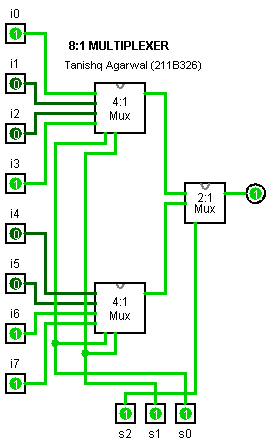 i0
1
8:1 MULTIPLEXER
Tanishq Agarwal (211B326)
i1
0
i2
0
4:1
Mux
i3
1
2:1
Mux
1
i4
0
i5
0
4:1
Mux
i6
1
i7
1
1 1 1
s2 s1 s0